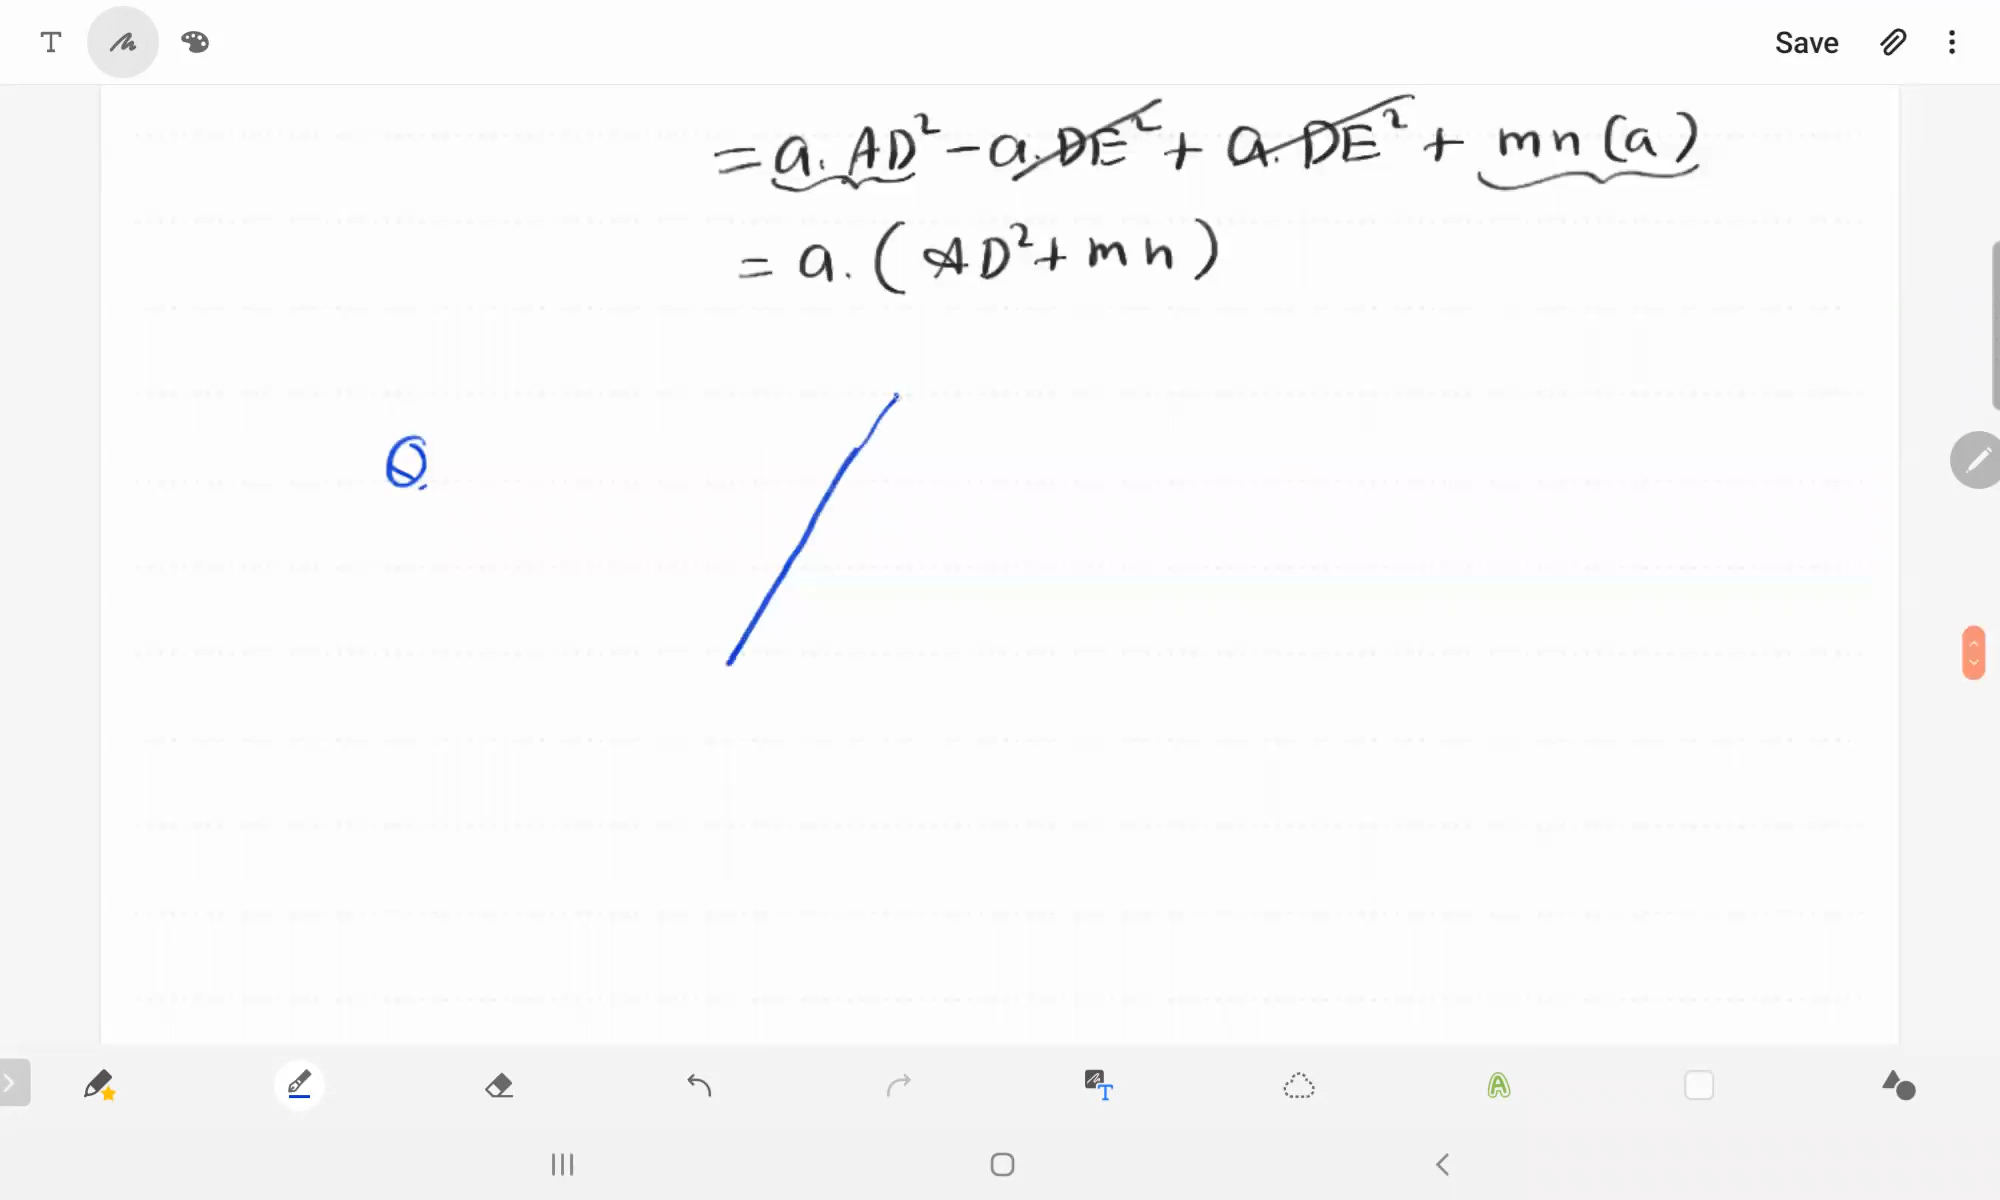 Save
= a. AD² - a. DE² + a. DE² + mn (a)
= a. ( AD² + mn )
Q